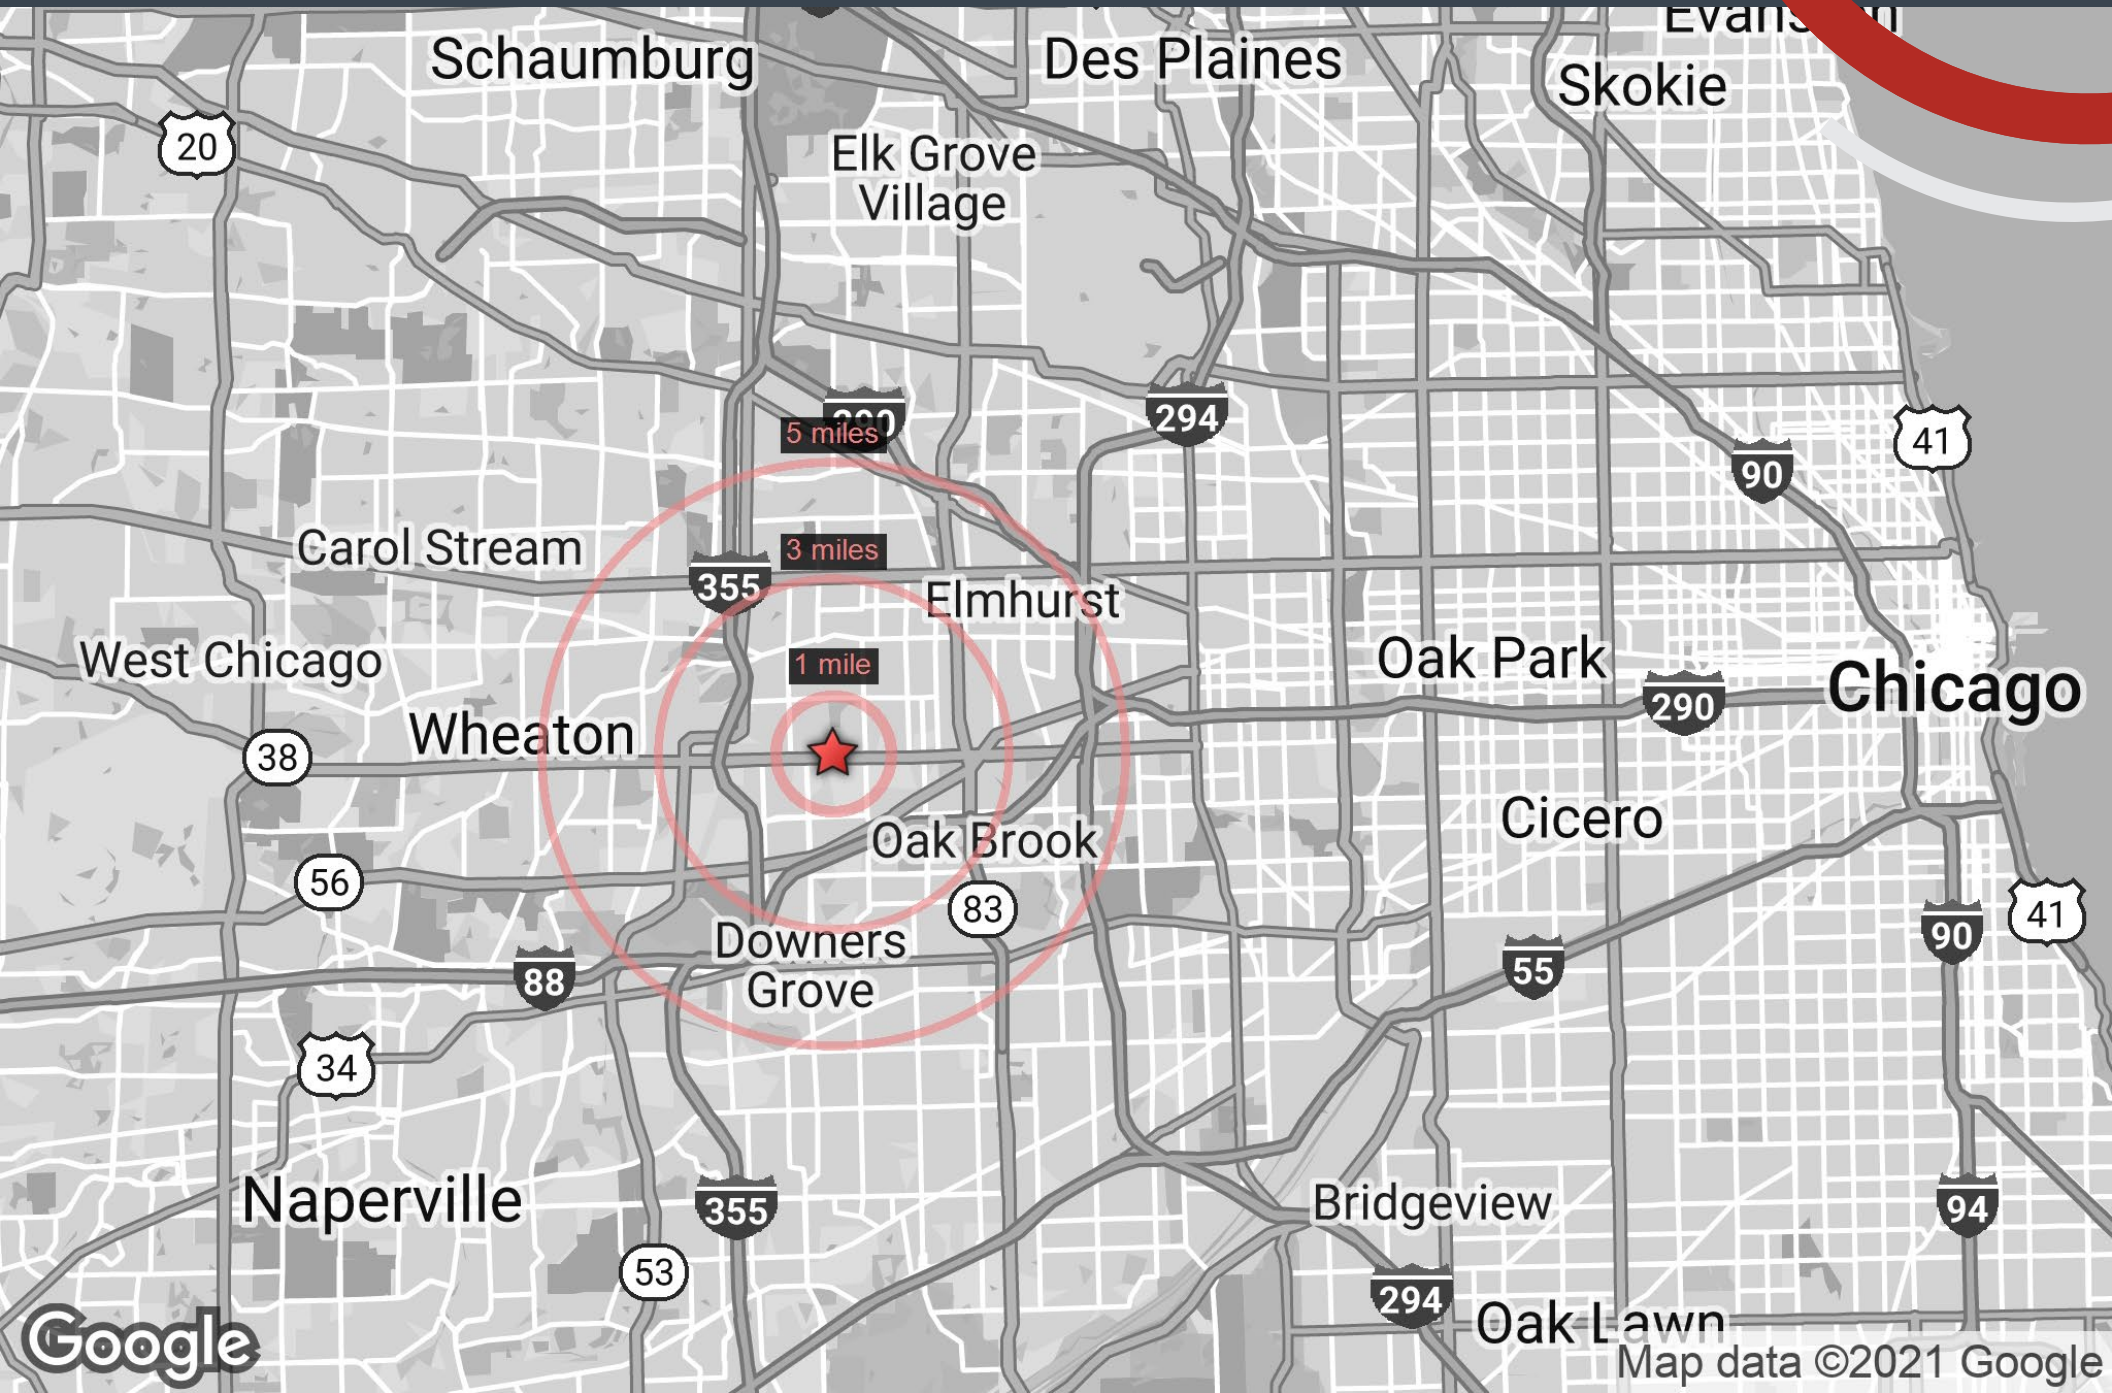 Evans n
Schaumburg
Des Plaines
Skokie
20
Elk Grove
Village
290
294
5 miles
41
90
Carol Stream
3 miles
355
Elmhurst
West Chicago
1 mile
Oak Park
290
Chicago
Wheaton
38
Cicero
Oak Brook
56
83
41
90
Downers
Grove
55
88
34
Naperville
355
Bridgeview
94
53
294
Oak Lawn
Google
Map data ©2021 Google